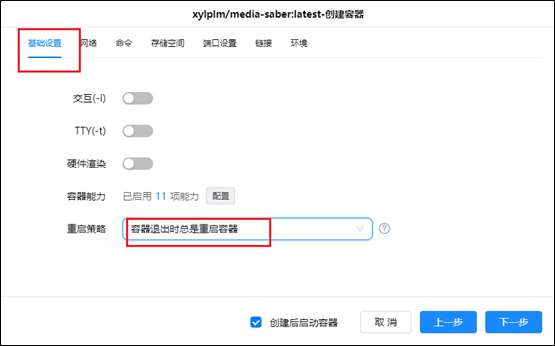 xylplm/media-saber:latest-创建容器
基础设置 网络 命令 存储空间 端口设置 链接 环境
交互(-i)
TTY(-t)
硬件渲染
容器能力 已启用 11 项能力 配置
重启策略 容器退出时总是重启容器
创建后启动容器 取消 上一步 下一步